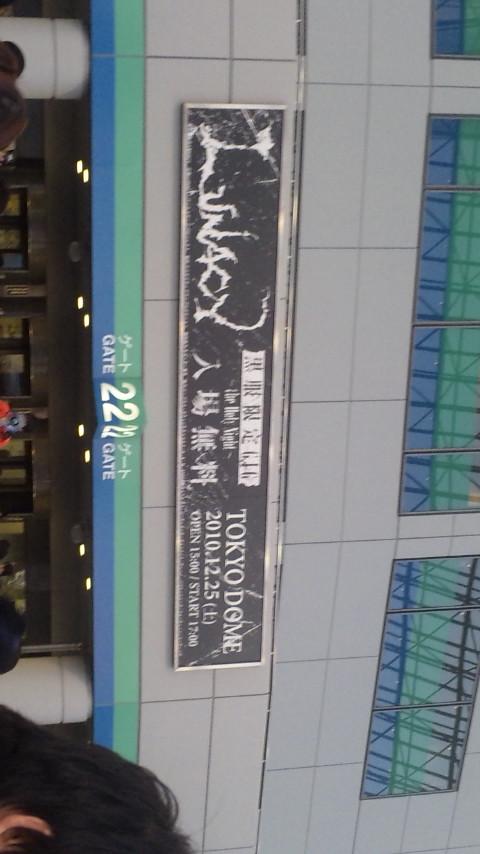 LUNACY
黒服限定GIG
~the Holy Night~
入場無料
TOKYO DOME
2010.12.25(土)
OPEN 15:00 / START 17:00
ゲート
GATE
22
ゲート
GATE